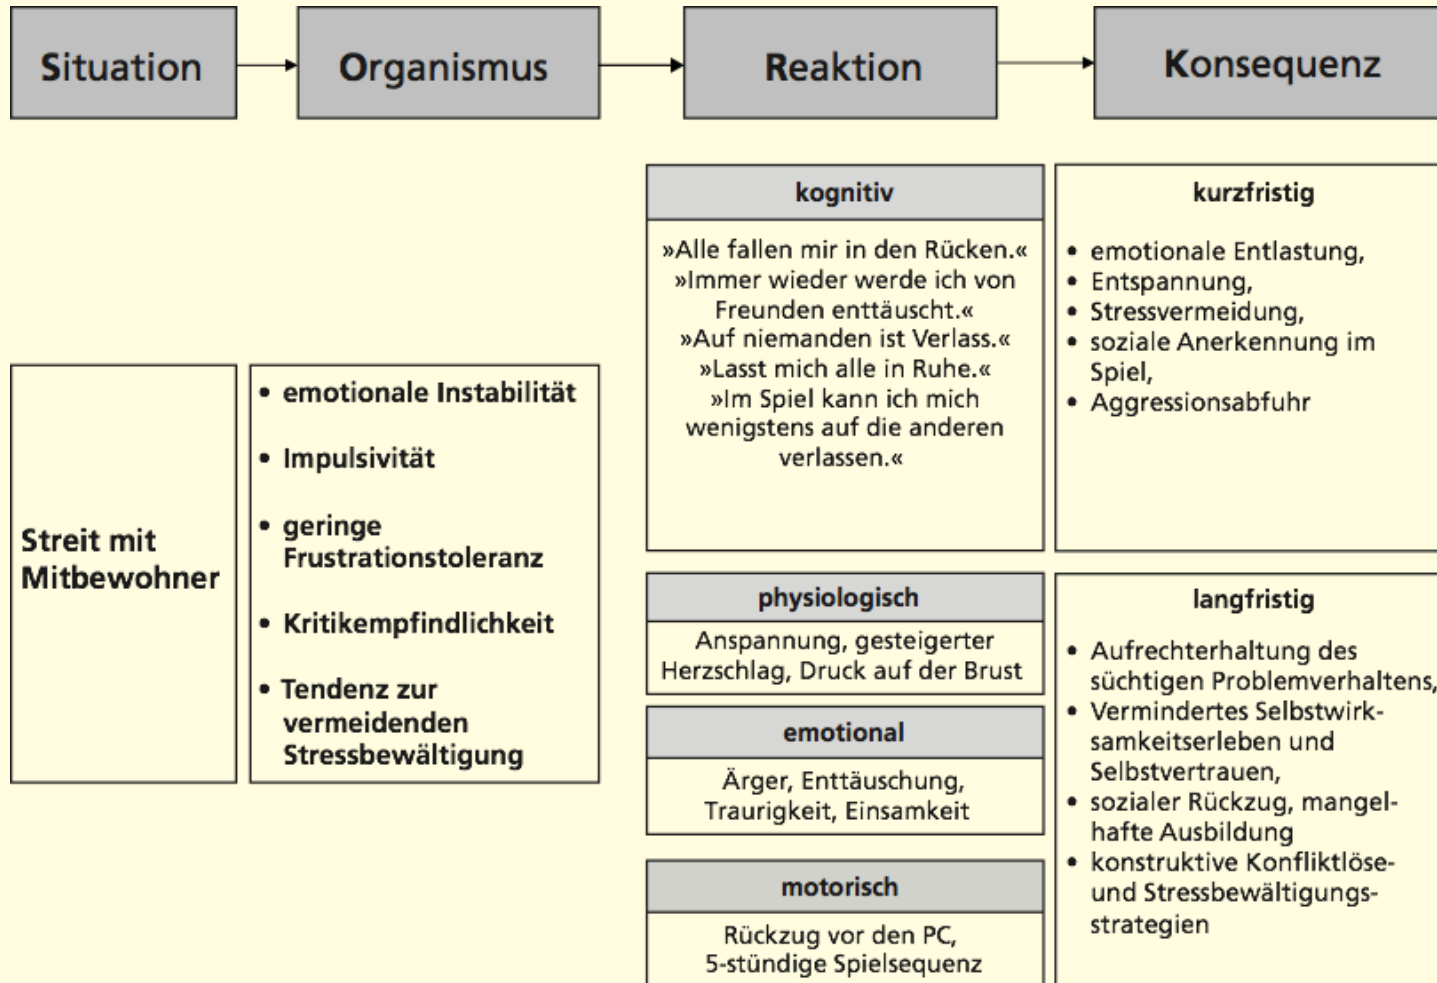 Situation
Organismus
Reaktion
Konsequenz
Streit mit
Mitbewohner
• emotionale Instabilität
• Impulsivität
• geringe
Frustrationstoleranz
• Kritikempfindlichkeit
• Tendenz zur
vermeidenden
Stressbewältigung
kognitiv
»Alle fallen mir in den Rücken.«
»Immer wieder werde ich von
Freunden enttäuscht.«
»Auf niemanden ist Verlass.«
»Lasst mich alle in Ruhe.«
»Im Spiel kann ich mich
wenigstens auf die anderen
verlassen.«
physiologisch
Anspannung, gesteigerter
Herzschlag, Druck auf der Brust
emotional
Ärger, Enttäuschung,
Traurigkeit, Einsamkeit
motorisch
Rückzug vor den PC,
5-stündige Spielsequenz
kurzfristig
• emotionale Entlastung,
• Entspannung,
• Stressvermeidung,
• soziale Anerkennung im
Spiel,
• Aggressionsabfuhr
langfristig
• Aufrechterhaltung des
süchtigen Problemverhaltens,
• Vermindertes Selbstwirk-
samkeitserleben und
Selbstvertrauen,
• sozialer Rückzug, mangel-
hafte Ausbildung
• konstruktive Konfliktlöse-
und Stressbewältigungs-
strategien